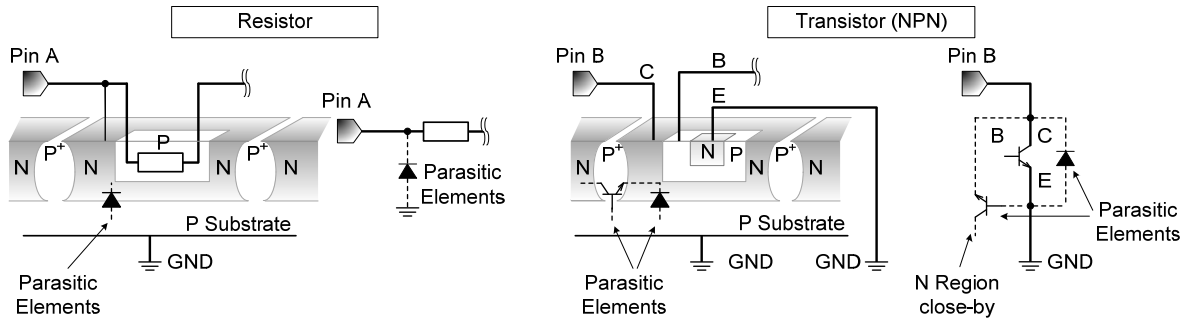 Resistor
Transistor (NPN)
Pin A
Pin A
N
P+
N
P
P+
N
N
Parasitic
Elements
P Substrate
GND
Parasitic
Elements
Pin B
C
B
E
N
P+
N
N
P
P+
N
N
P Substrate
GND
GND
Parasitic
Elements
Pin B
B
C
E
Parasitic
Elements
GND
N Region
close-by